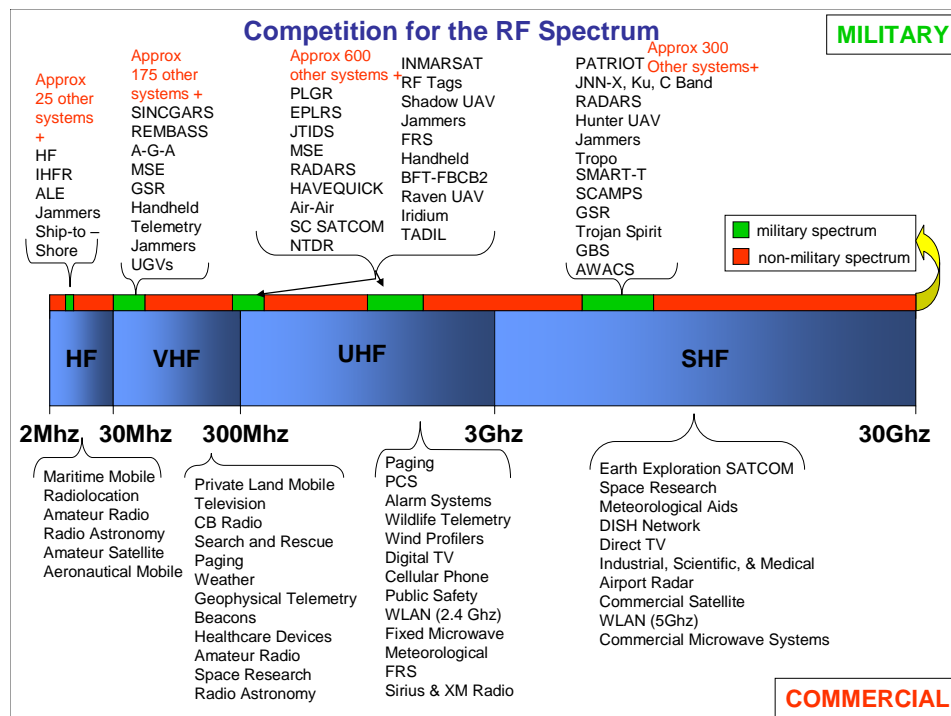 Competition for the RF Spectrum
MILITARY
Approx
25 other
systems
+
HF
IHFR
ALE
Jammers
Ship-to –
Shore
Approx
175 other
systems +
SINCGARS
REMBASS
A-G-A
MSE
GSR
Handheld
Telemetry
Jammers
UGVs
Approx 600
other systems +
PLGR
EPLRS
JTIDS
MSE
RADARS
HAVEQUICK
Air-Air
SC SATCOM
NTDR
INMARSAT
RF Tags
Shadow UAV
Jammers
FRS
Handheld
BFT-FBCB2
Raven UAV
Iridium
TADIL
Approx 300
Other systems+
PATRIOT
JNN-X, Ku, C Band
RADARS
Hunter UAV
Jammers
Tropo
SMART-T
SCAMPS
GSR
Trojan Spirit
GBS
AWACS
military spectrum
non-military spectrum
HF
VHF
UHF
SHF
2Mhz
30Mhz
300Mhz
3Ghz
30Ghz
Maritime Mobile
Radiolocation
Amateur Radio
Radio Astronomy
Amateur Satellite
Aeronautical Mobile
Private Land Mobile
Television
CB Radio
Search and Rescue
Paging
Weather
Geophysical Telemetry
Beacons
Healthcare Devices
Amateur Radio
Space Research
Radio Astronomy
Paging
PCS
Alarm Systems
Wildlife Telemetry
Wind Profilers
Digital TV
Cellular Phone
Public Safety
WLAN (2.4 Ghz)
Fixed Microwave
Meteorological
FRS
Sirius & XM Radio
Earth Exploration SATCOM
Space Research
Meteorological Aids
DISH Network
Direct TV
Industrial, Scientific, & Medical
Airport Radar
Commercial Satellite
WLAN (5Ghz)
Commercial Microwave Systems
COMMERCIAL